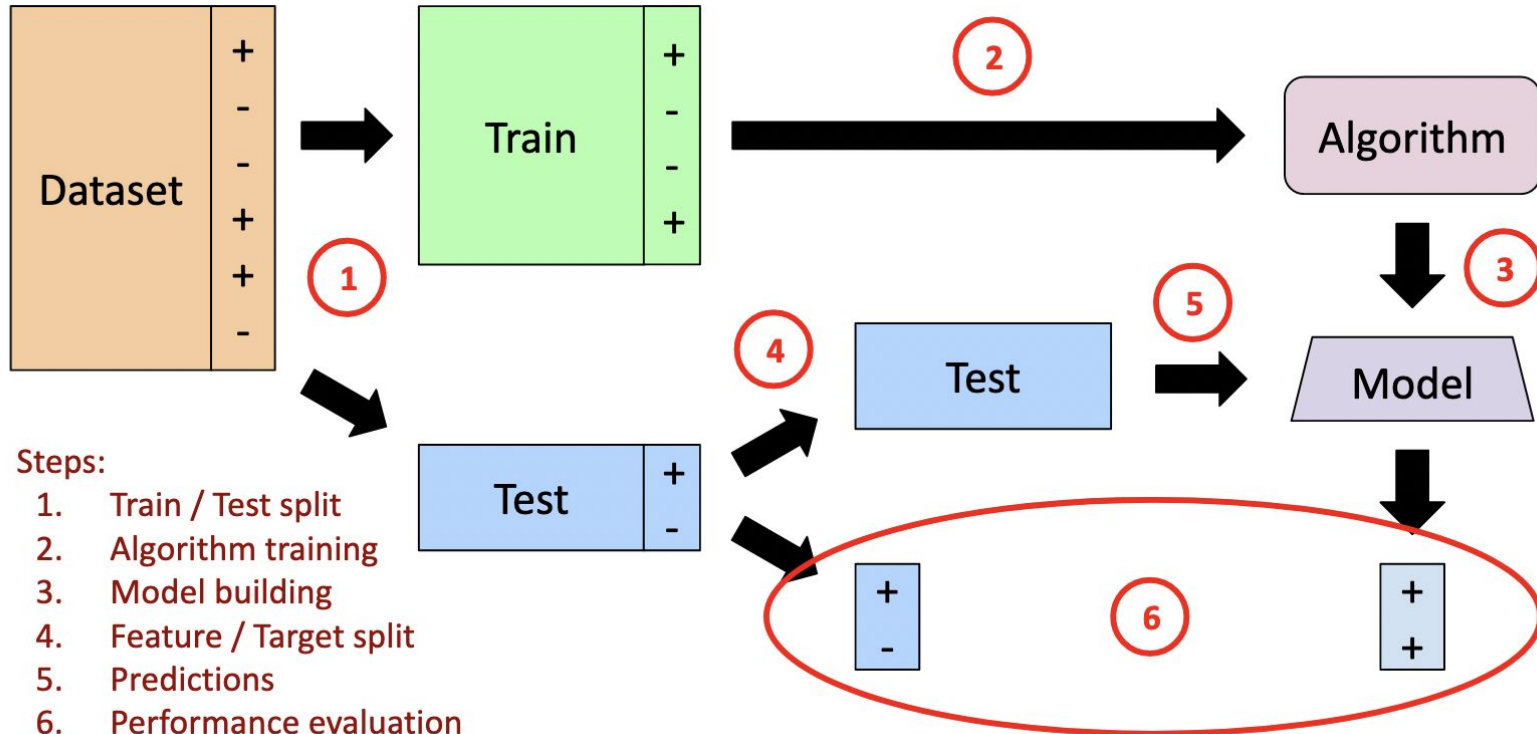 Dataset
+
-
-
+
+
-
Train
+
-
-
+
2
Algorithm
1
3
4
Test
5
Model
Test
+
-
+
-
6
+
+
Steps:
1. Train / Test split
2. Algorithm training
3. Model building
4. Feature / Target split
5. Predictions
6. Performance evaluation